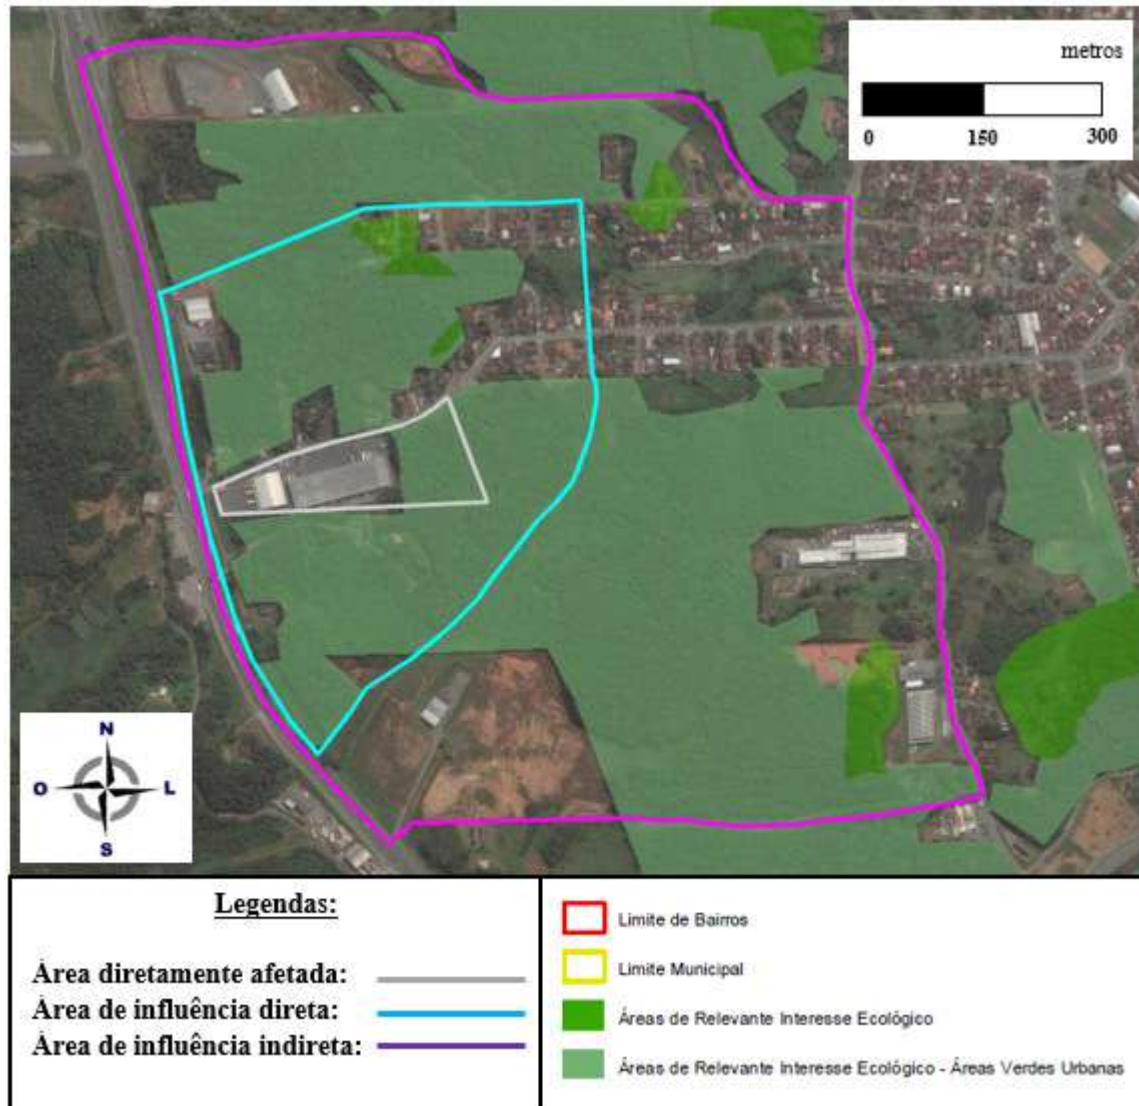 metros
0 150 300
N
O L
S
Legendas:
Área diretamente afetada:
Área de influência direta:
Área de influência indireta:
Limite de Bairros
Limite Municipal
Áreas de Relevante Interesse Ecológico
Áreas de Relevante Interesse Ecológico - Áreas Verdes Urbanas